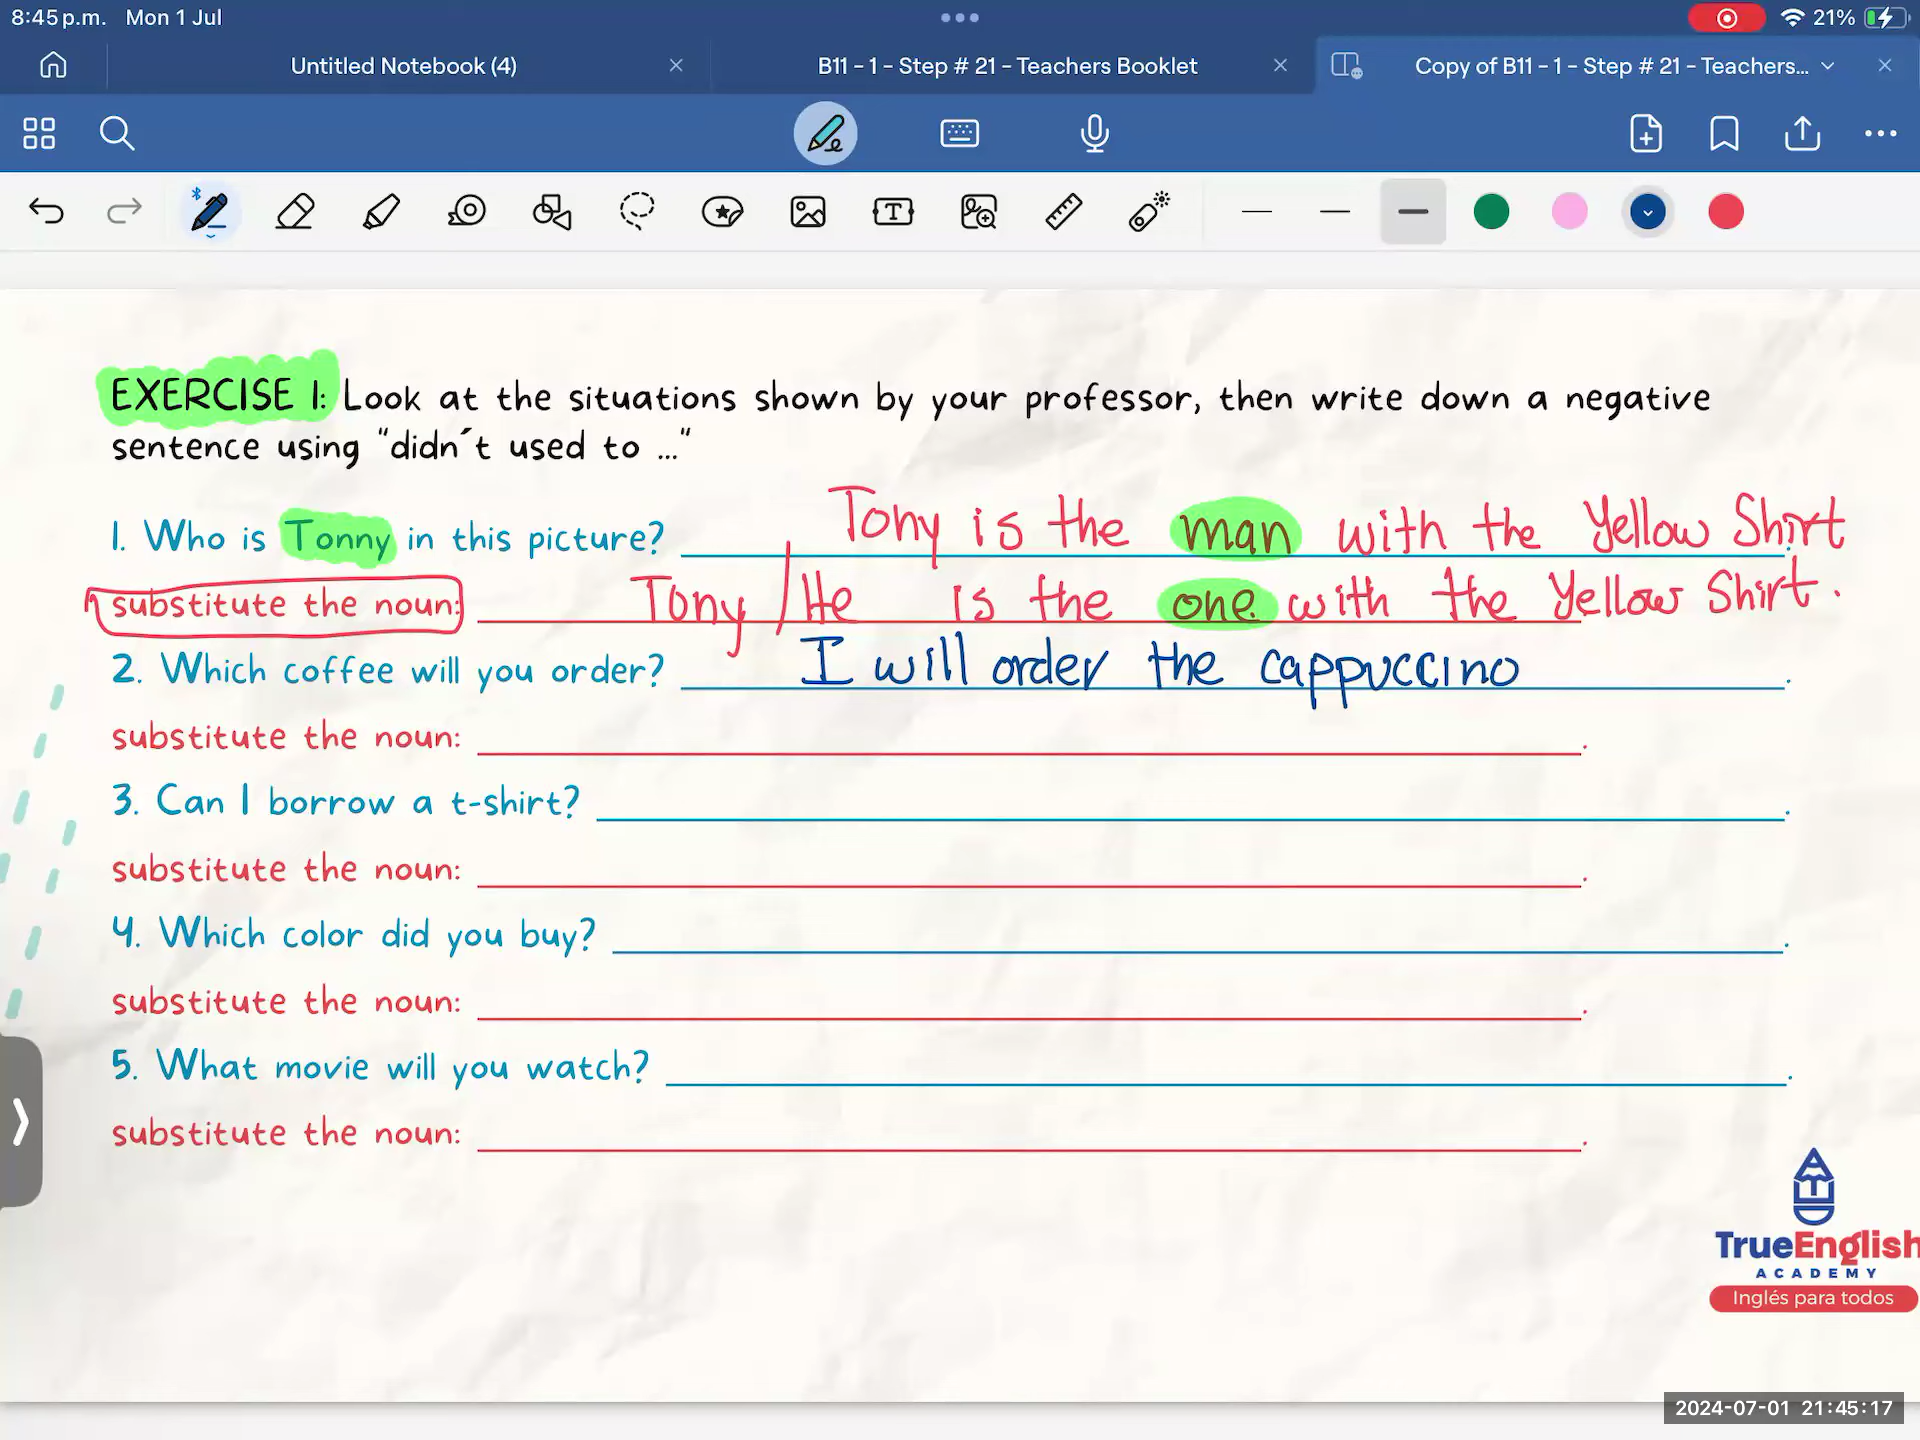 8:45 p.m. Mon 1 Jul
21%
Untitled Notebook (4)
B11 - 1 - Step # 21 - Teachers Booklet
Copy of B11 - 1 - Step # 21 - Teachers...
EXERCISE 1: Look at the situations shown by your professor, then write down a negative
sentence using "didn´t used to ..."
1. Who is Tonny in this picture? Tony is the man with the Yellow Shirt.
substitute the noun: Tony / He is the one with the Yellow Shirt.
2. Which coffee will you order? I will order the cappuccino.
substitute the noun: .
3. Can I borrow a t-shirt? .
substitute the noun: .
4. Which color did you buy? .
substitute the noun: .
5. What movie will you watch? .
substitute the noun: .
TrueEnglish
ACADEMY
Inglés para todos
2024-07-01 21:45:17